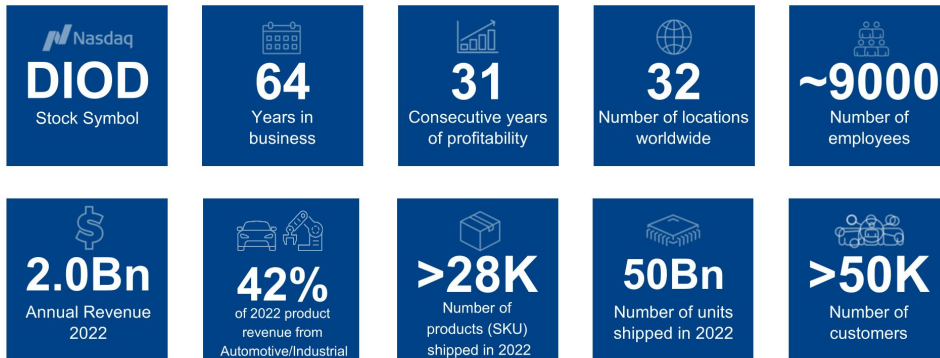 Nasdaq
DIOD
Stock Symbol
64
Years in
business
31
Consecutive years
of profitability
32
Number of locations
worldwide
~9000
Number of
employees
2.0Bn
Annual Revenue
2022
42%
of 2022 product
revenue from
Automotive/Industrial
>28K
Number of
products (SKU)
shipped in 2022
50Bn
Number of units
shipped in 2022
>50K
Number of
customers